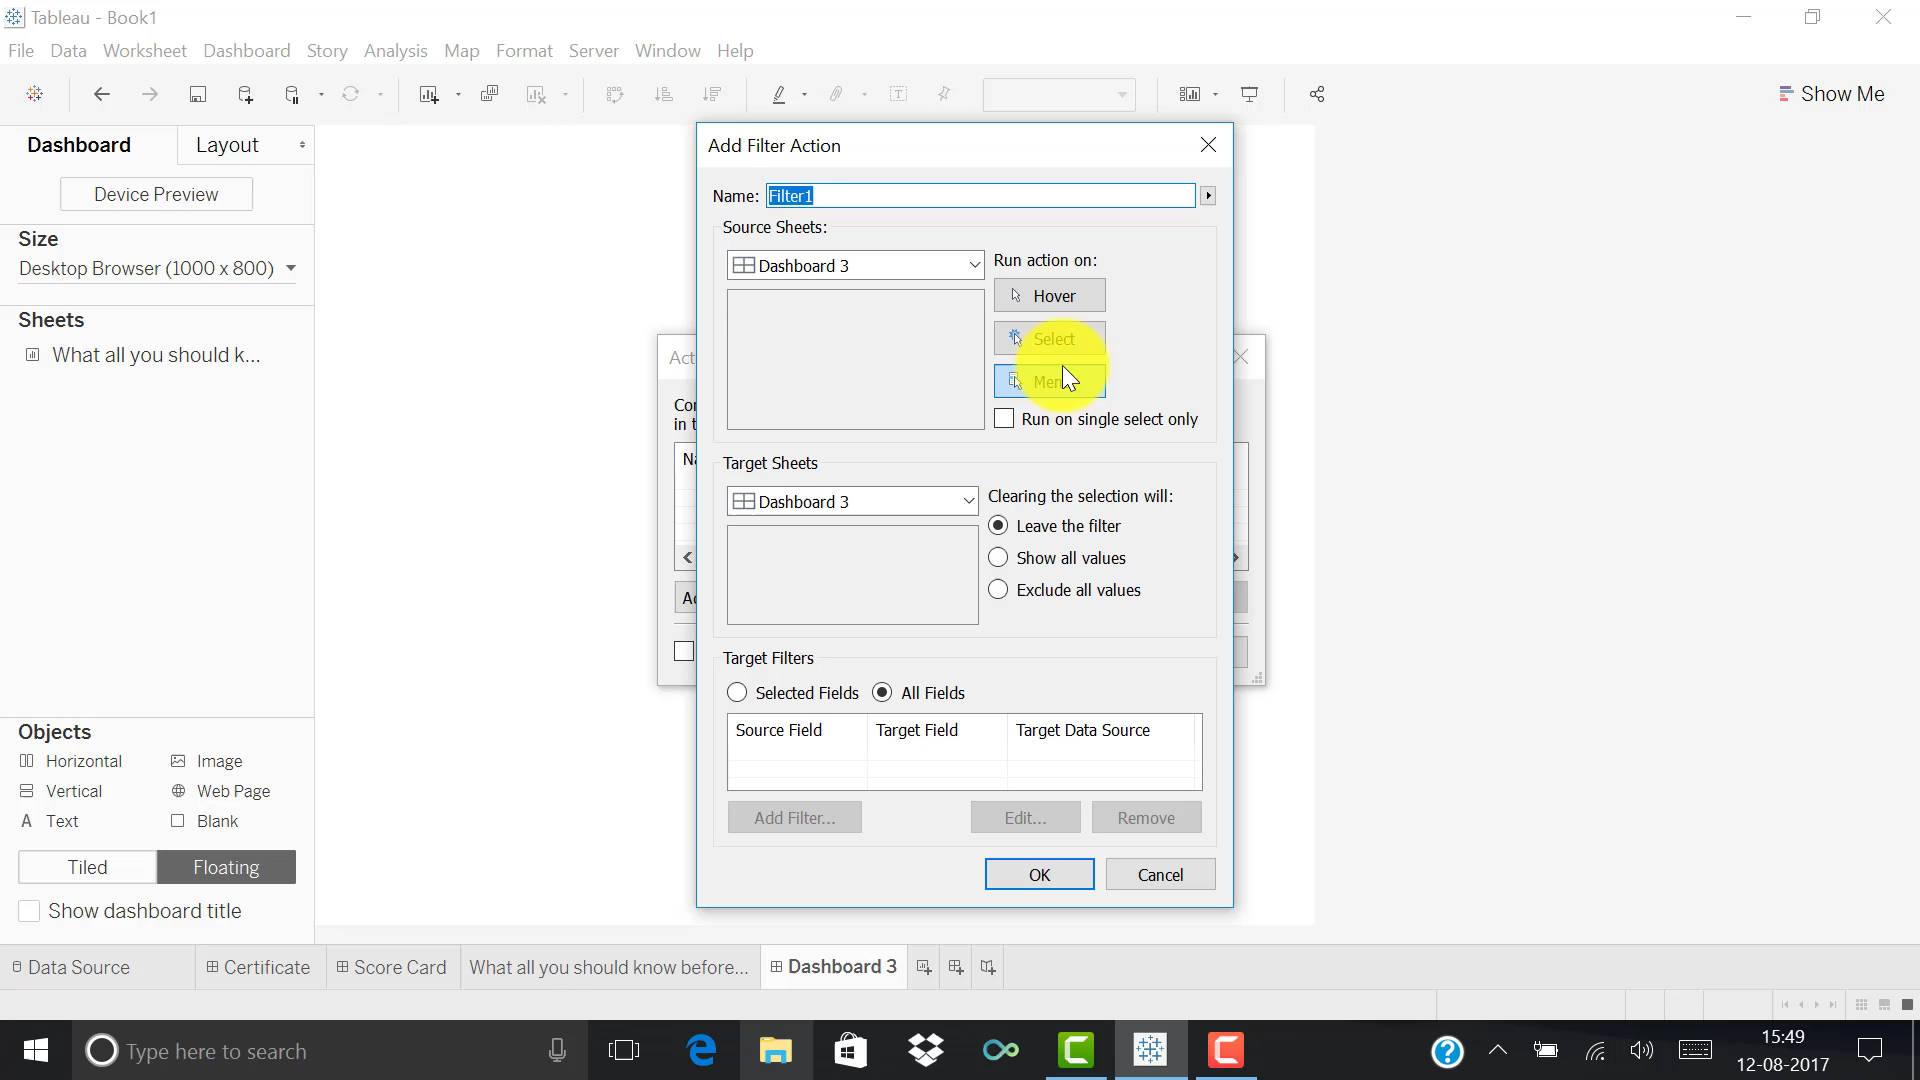 Tableau - Book1
File Data Worksheet Dashboard Story Analysis Map Format Server Window Help
Show Me
Dashboard
Layout
Device Preview
Size
Desktop Browser (1000 x 800)
Sheets
What all you should k...
Objects
Horizontal
Image
Vertical
Web Page
Text
Blank
Tiled
Floating
Show dashboard title
Add Filter Action
Name: Filter1
Source Sheets:
Dashboard 3
Run action on:
Hover
Select
Run on single select only
Target Sheets
Dashboard 3
Clearing the selection will:
Leave the filter
Show all values
Exclude all values
Target Filters
Selected Fields
All Fields
Source Field
Target Field
Target Data Source
Add Filter...
Edit...
Remove
OK
Cancel
Data Source
Certificate
Score Card
What all you should know before...
Dashboard 3
Type here to search
15:49
12-08-2017